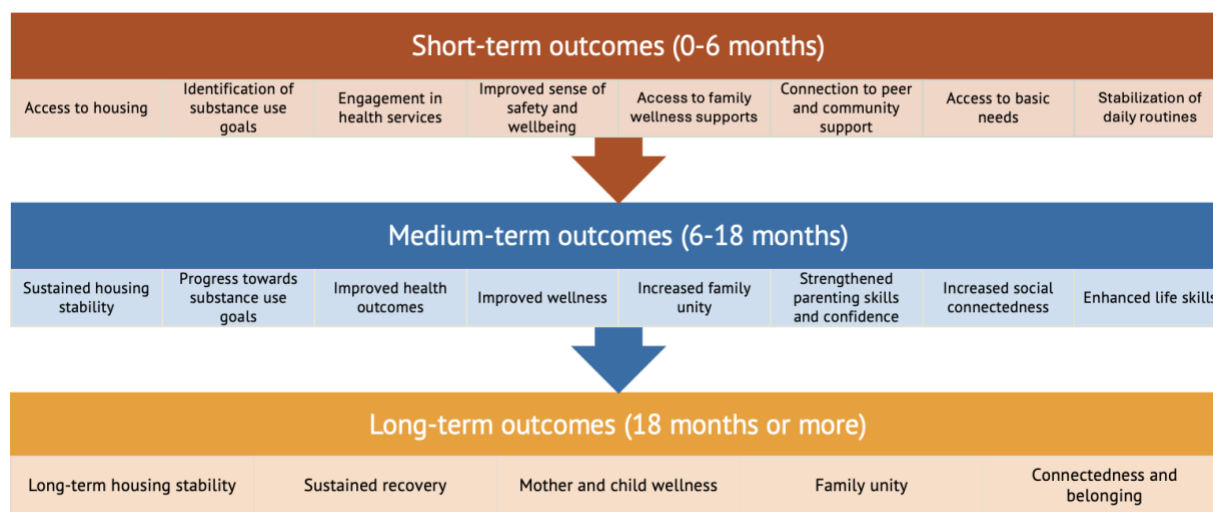 Short-term outcomes (0-6 months)
Access to housing
Identification of
substance use
goals
Engagement in
health services
Improved sense of
safety and
wellbeing
Access to family
wellness supports
Connection to peer
and community
support
Access to basic
needs
Stabilization of
daily routines
Medium-term outcomes (6-18 months)
Sustained housing
stability
Progress towards
substance use
goals
Improved health
outcomes
Improved wellness
Increased family
unity
Strengthened
parenting skills
and confidence
Increased social
connectedness
Enhanced life skills
Long-term outcomes (18 months or more)
Long-term housing stability
Sustained recovery
Mother and child wellness
Family unity
Connectedness and
belonging